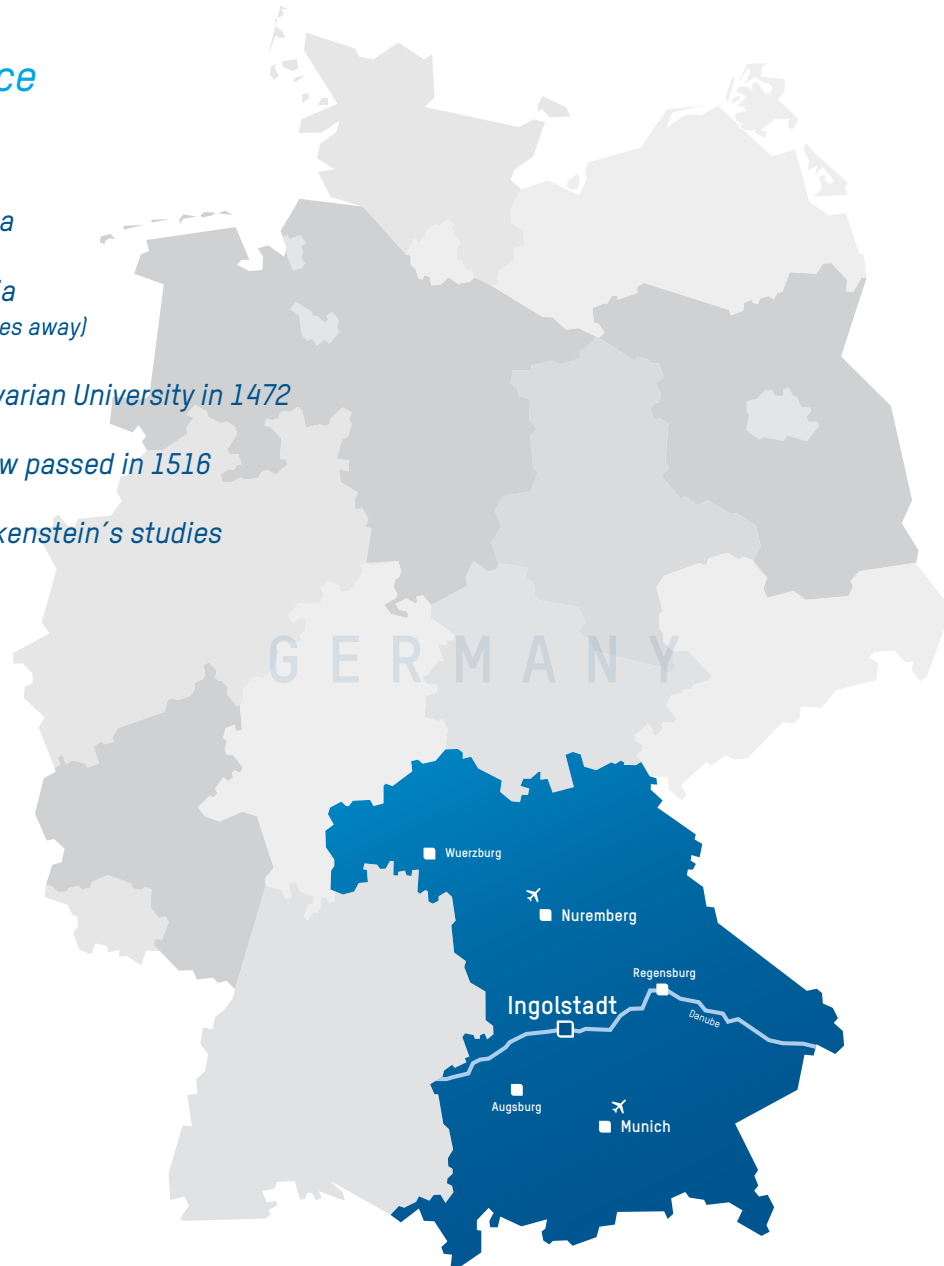 ce
a
ia
es away)
varian University in 1472
w passed in 1516
kenstein´s studies
GERMANY
Wuerzburg
Nuremberg
Regensburg
Ingolstadt
Danube
Augsburg
Munich